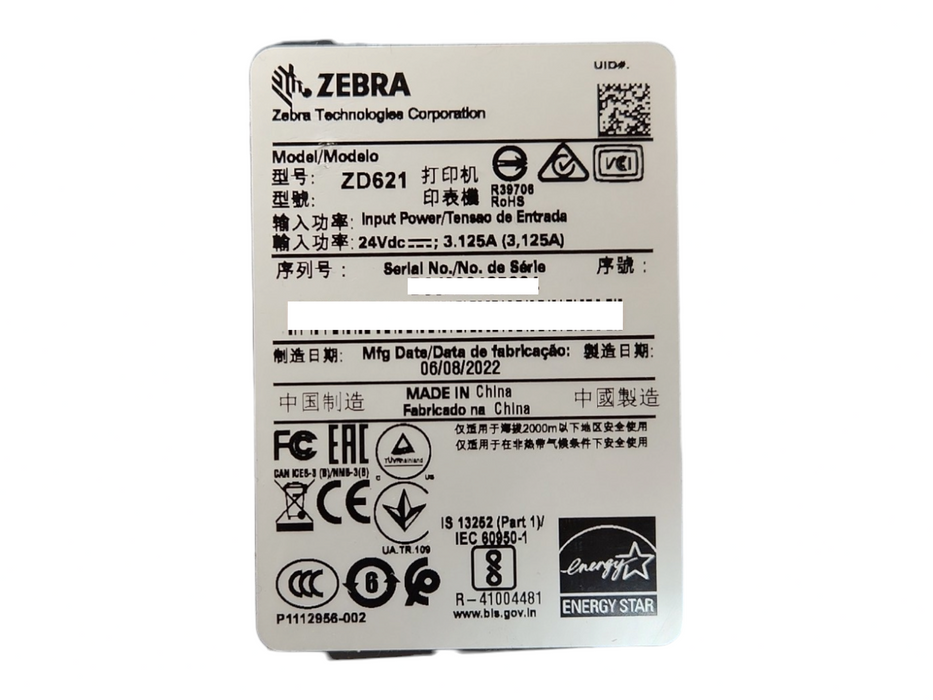 ZEBRA
UID#.
Zebra Technologies Corporation
Model/Modelo
型号: ZD621 打印机
型號: 印表機
R39706
RoHS
VCI
输入功率: Input Power/Tensao de Entrada
輸入功率: 24Vdc ; 3.125A (3,125A)
序列号: Serial No./No. de Série 序號:
制造日期: Mfg Date/Data de fabricação: 製造日期:
06/08/2022
中国制造 MADE IN China 中國製造
Fabricado na China
仅适用于海拔2000m以下地区安全使用
仅适用于在非热带气候条件下安全使用
FC EAC
TÜVRheinland
C US
CAN ICES-3 (B)/NMB-3(B)
CE
UA.TR.109
IS 13252 (Part 1)/
IEC 60950-1
R-41004481
www.bis.gov.in
CCC 6
P1112956-002
energy
ENERGY STAR